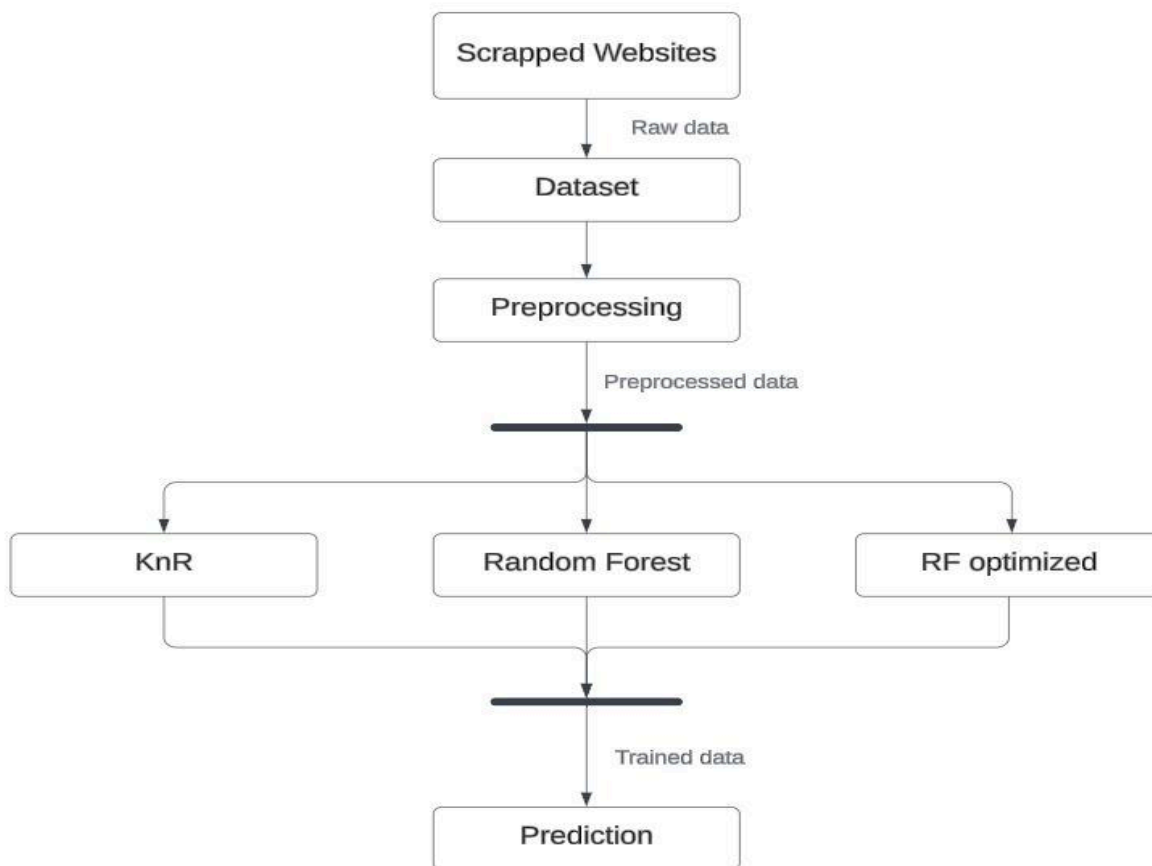 Scrapped Websites
Raw data
Dataset
Preprocessing
Preprocessed data
KnR
Random Forest
RF optimized
Trained data
Prediction